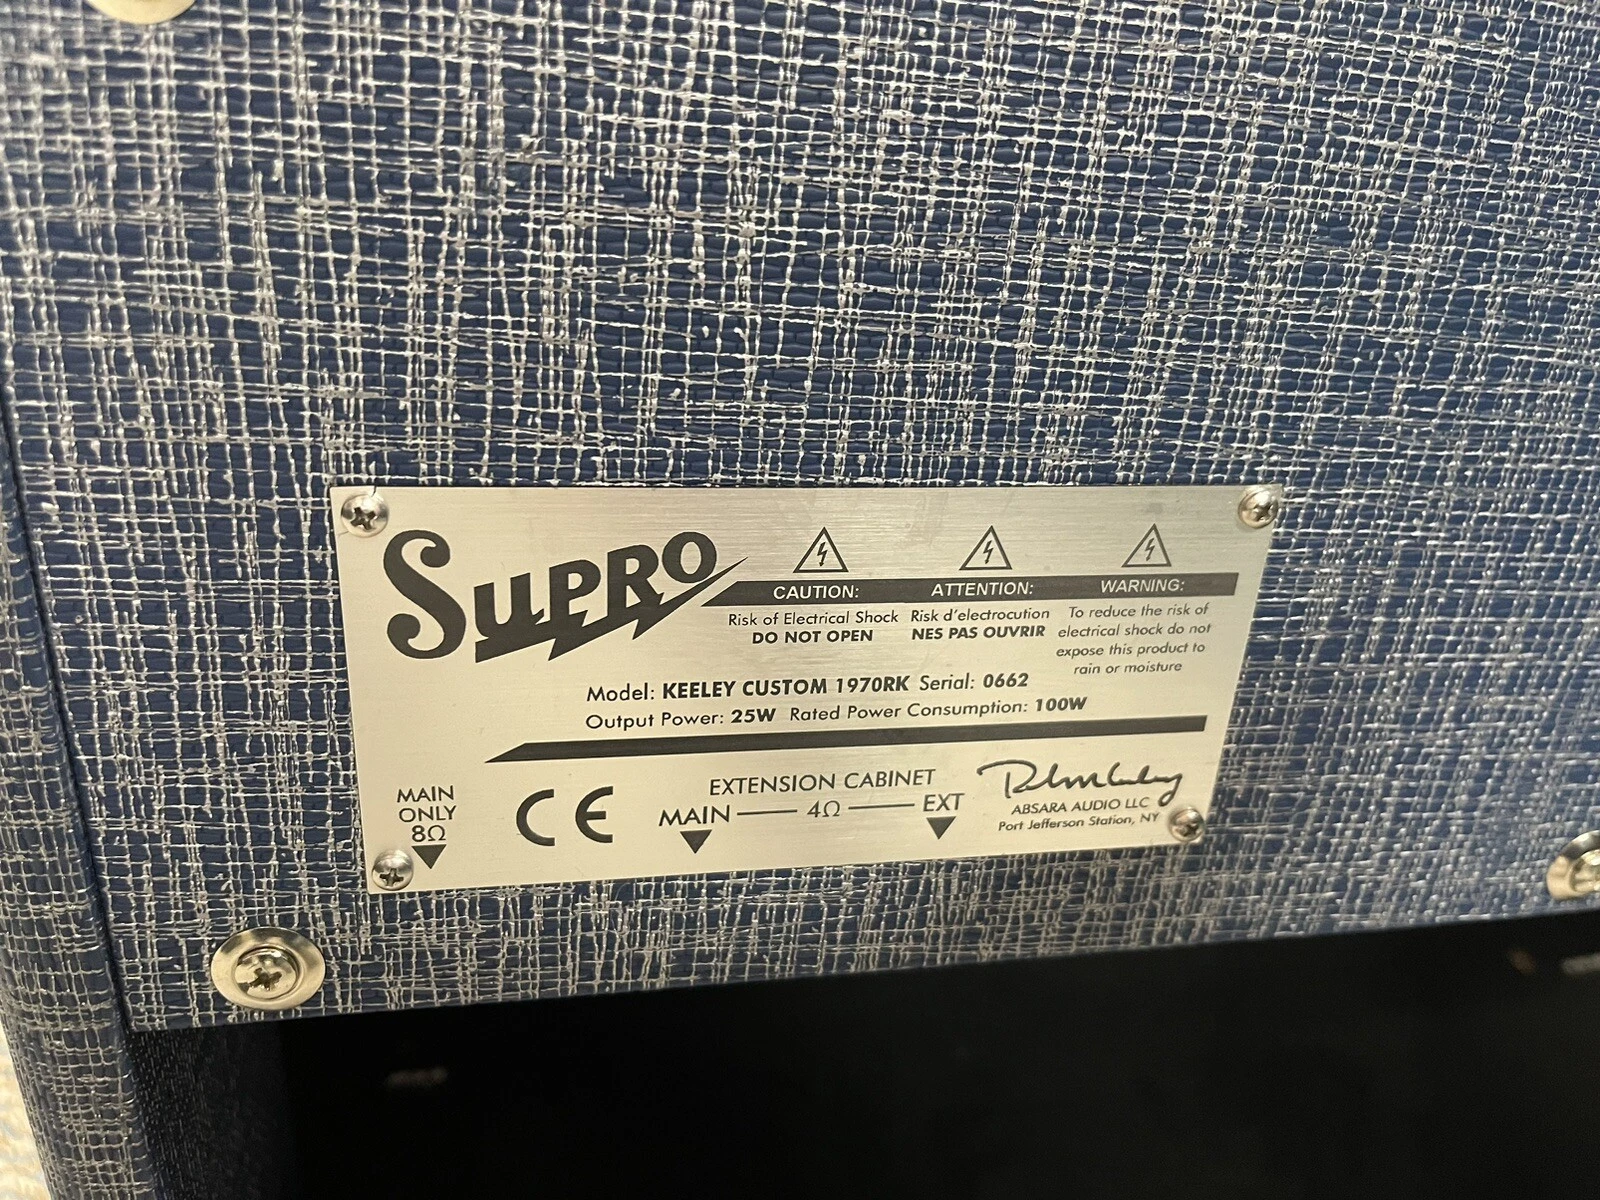 SUPRO
CAUTION:
Risk of Electrical Shock
DO NOT OPEN
ATTENTION:
Risk d'electrocution
NES PAS OUVRIR
WARNING:
To reduce the risk of
electrical shock do not
expose this product to
rain or moisture
Model: KEELEY CUSTOM 1970RK Serial: 0662
Output Power: 25W Rated Power Consumption: 100W
MAIN
ONLY
8Ω
CE
EXTENSION CABINET
MAIN — 4Ω — EXT
ABSARA AUDIO LLC
Port Jefferson Station, NY